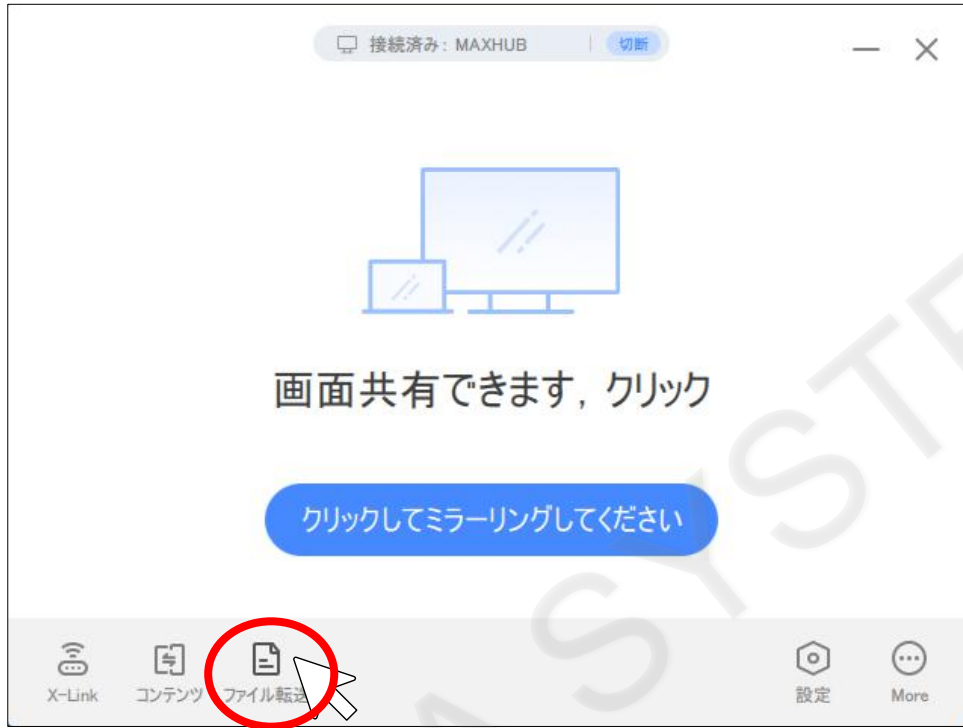 接続済み: MAXHUB | 切断
画面共有できます, クリック
クリックしてミラーリングしてください
X-Link コンテンツ ファイル転送 設定 More